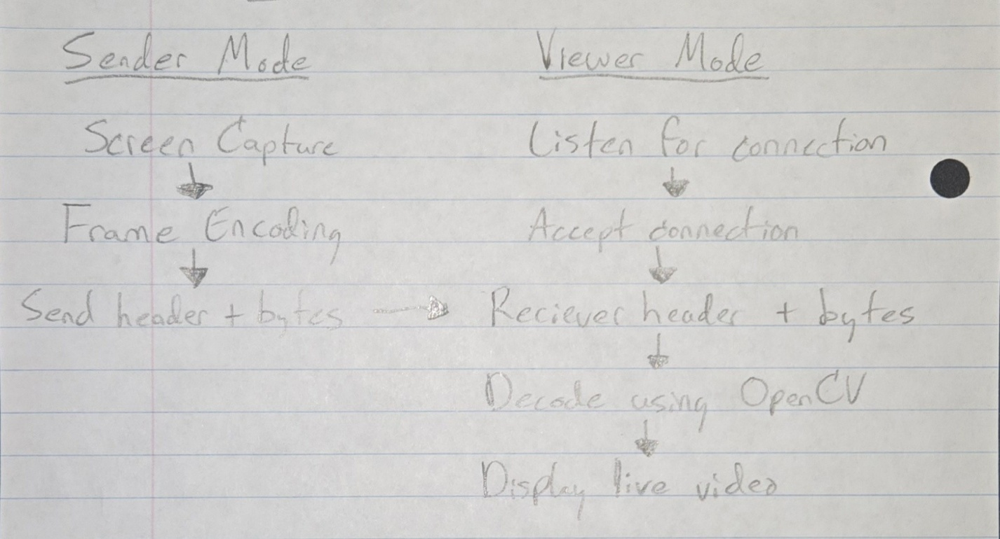 Sender Mode
Screen Capture
Frame Encoding
Send header + bytes
Viewer Mode
Listen for connection
Accept connection
Reciever header + bytes
Decode using OpenCV
Display live video